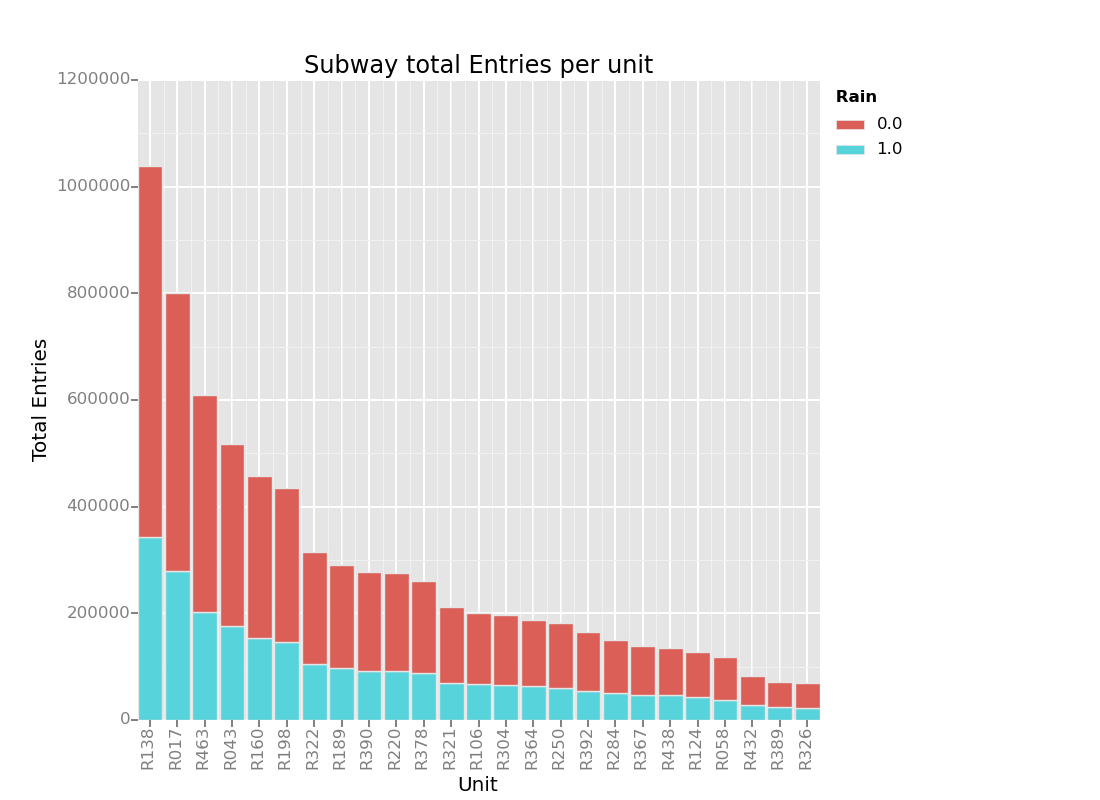 Subway total Entries per unit
Rain
0.0
1.0
Total Entries
1200000
1000000
800000
600000
400000
200000
0
R138
R017
R463
R043
R160
R198
R322
R189
R390
R220
R378
R321
R106
R304
R364
R250
R392
R284
R367
R438
R124
R058
R432
R389
R326
Unit